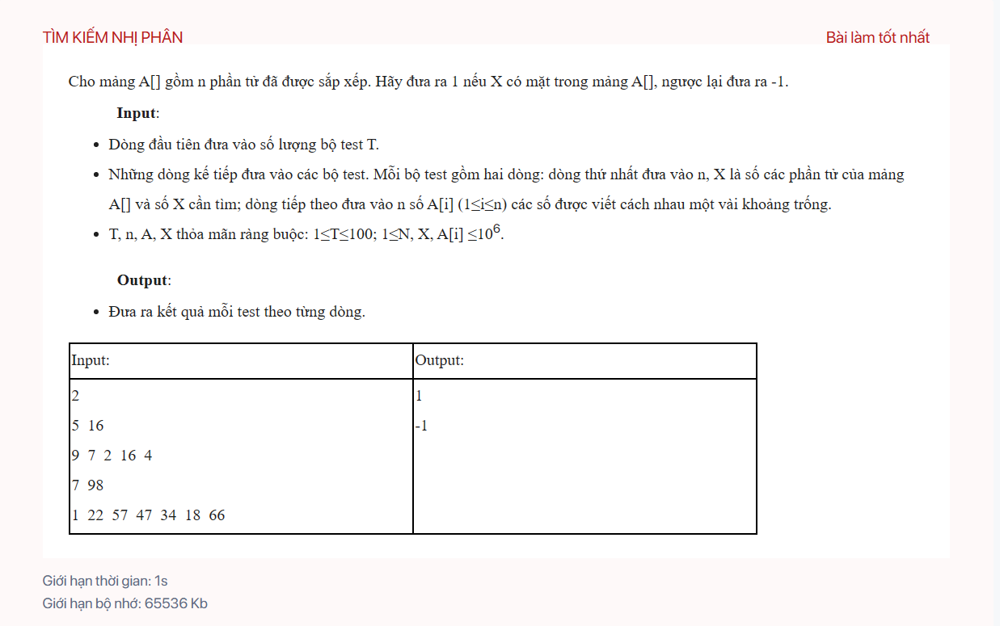 TÌM KIẾM NHỊ PHÂN
Bài làm tốt nhất
Cho mảng A[] gồm n phần tử đã được sắp xếp. Hãy đưa ra 1 nếu X có mặt trong mảng A[], ngược lại đưa ra -1.
Input:
• Dòng đầu tiên đưa vào số lượng bộ test T.
• Những dòng kế tiếp đưa vào các bộ test. Mỗi bộ test gồm hai dòng: dòng thứ nhất đưa vào n, X là số các phần tử của mảng
A[] và số X cần tìm; dòng tiếp theo đưa vào n số A[i] (1≤i≤n) các số được viết cách nhau một vài khoảng trống.
• T, n, A, X thỏa mãn ràng buộc: 1≤T≤100; 1≤N, X, A[i] ≤10⁶.
Output:
• Đưa ra kết quả mỗi test theo từng dòng.
Input: Output:
2 1
5 16 -1
9 7 2 16 4
7 98
1 22 57 47 34 18 66
Giới hạn thời gian: 1s
Giới hạn bộ nhớ: 65536 Kb